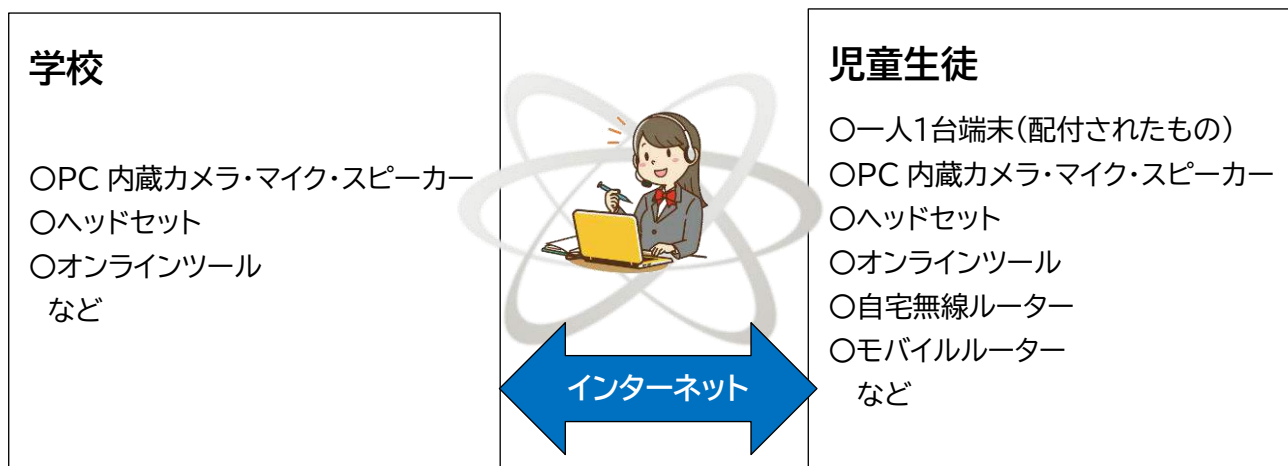 学校
〇PC 内蔵カメラ・マイク・スピーカー
〇ヘッドセット
〇オンラインツール
など
インターネット
児童生徒
〇一人1台端末(配付されたもの)
〇PC 内蔵カメラ・マイク・スピーカー
〇ヘッドセット
〇オンラインツール
〇自宅無線ルーター
〇モバイルルーター
など